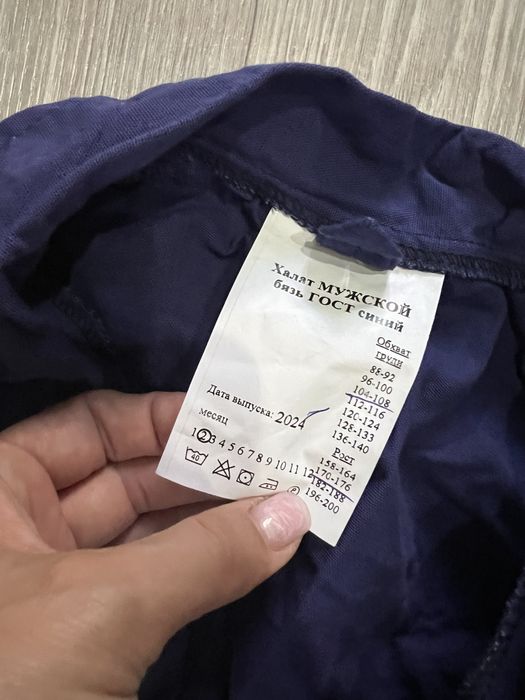 Халат МУЖСКОЙ
бязь ГОСТ синий
Обхват
груди
88-92
96-100
104-108
112-116
120-124
128-133
136-140
Рост
158-164
170-176
182-188
196-200
Дата выпуска: 2024
месяц
1 2 3 4 5 6 7 8 9 10 11 12
40
P